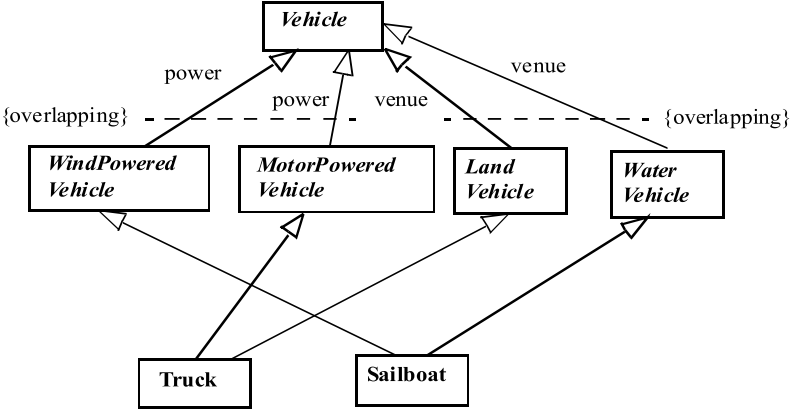 Vehicle
power
venue
power
venue
{overlapping}
{overlapping}
WindPowered
Vehicle
MotorPowered
Vehicle
Land
Vehicle
Water
Vehicle
Truck
Sailboat